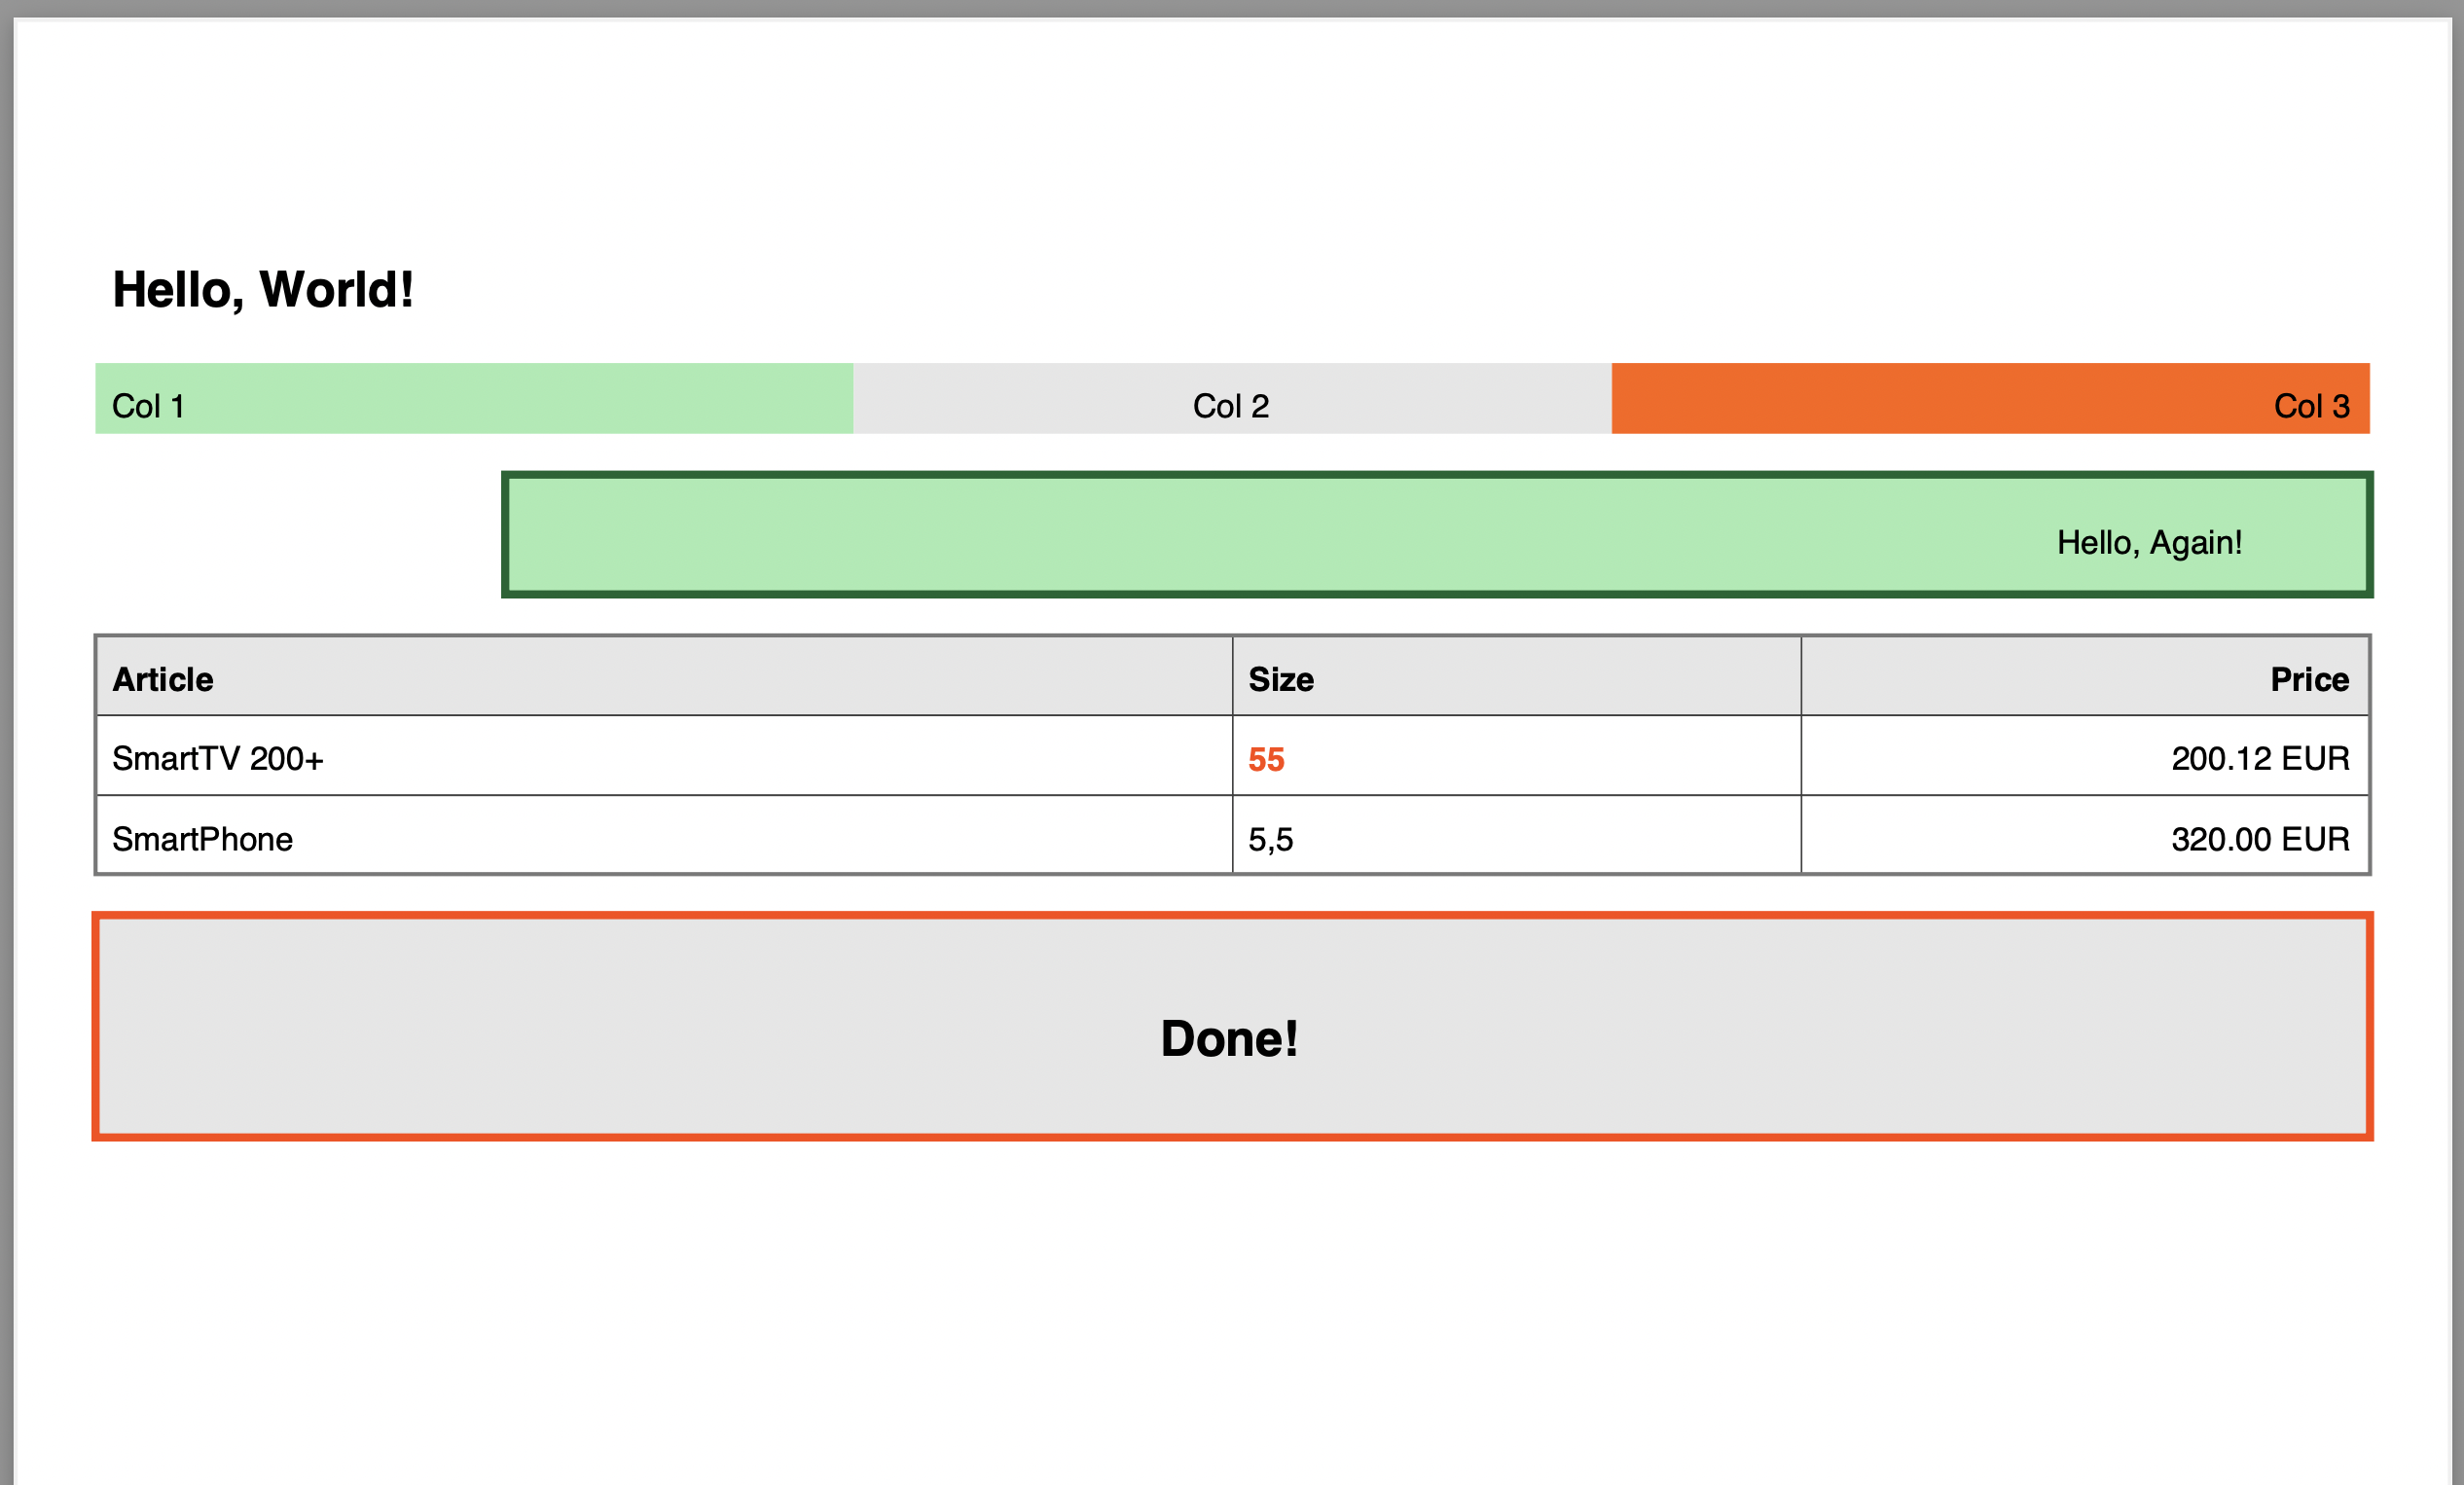 Hello, World!
Col 1 Col 2 Col 3
Hello, Again!
Article Size Price
SmartTV 200+ 55 200.12 EUR
SmartPhone 5,5 320.00 EUR
Done!